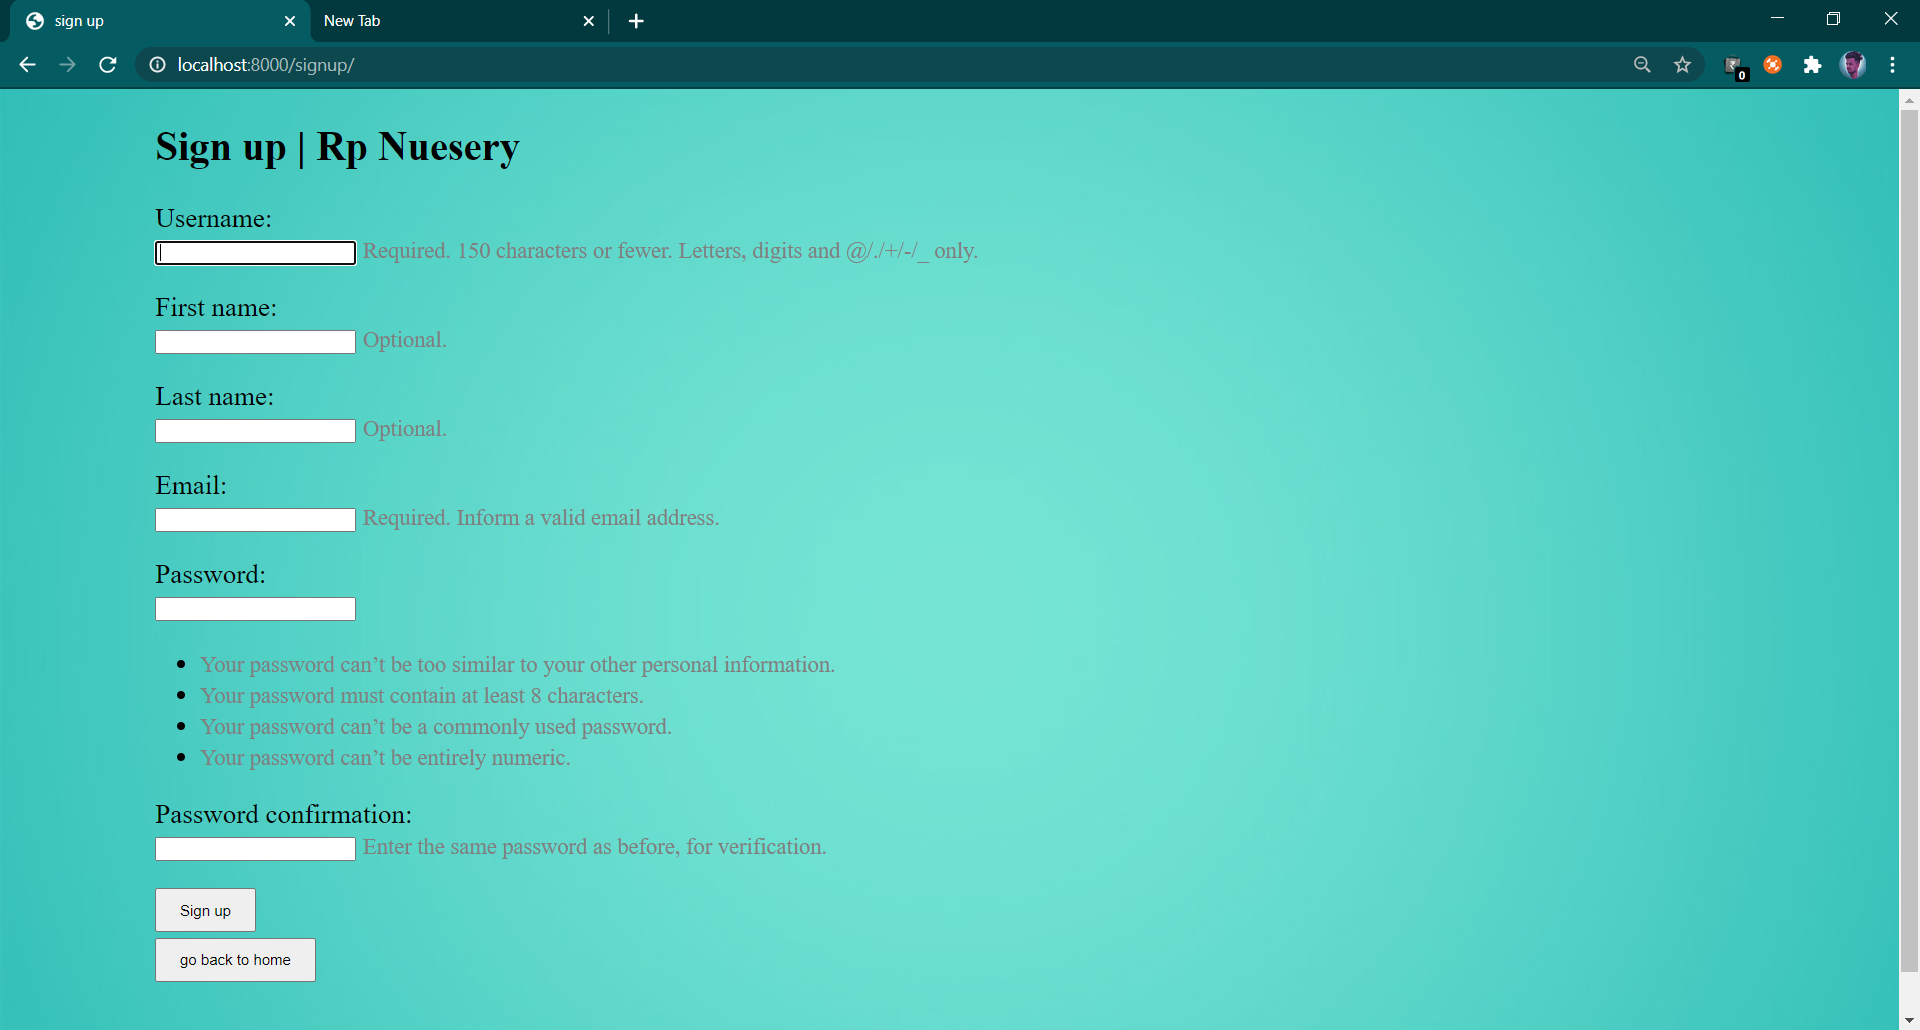 sign up
New Tab
localhost:8000/signup/
0
Sign up | Rp Nuesery
Username:
Required. 150 characters or fewer. Letters, digits and @/./+/-/_ only.
First name:
Optional.
Last name:
Optional.
Email:
Required. Inform a valid email address.
Password:
Your password can’t be too similar to your other personal information.
Your password must contain at least 8 characters.
Your password can’t be a commonly used password.
Your password can’t be entirely numeric.
Password confirmation:
Enter the same password as before, for verification.
Sign up
go back to home